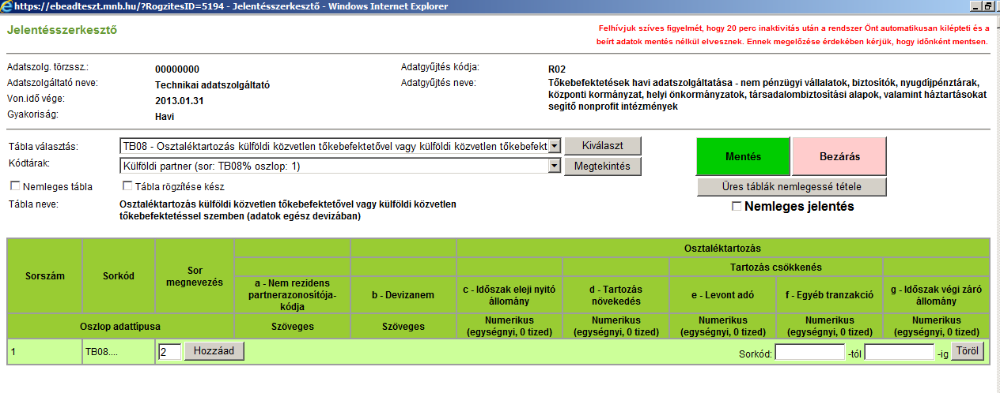 https://ebeadteszt.mnb.hu/?RogzitesID=5194 - Jelentésszerkesztő - Windows Internet Explorer
Jelentésszerkesztő
Felhívjuk szíves figyelmét, hogy 20 perc inaktivitás után a rendszer Önt automatikusan kilépteti és a
beírt adatok mentés nélkül elvesznek. Ennek megelőzése érdekében kérjük, hogy időnként mentsen.
Adatszolg. törzssz.: 00000000 Adatgyűjtés kódja: R02
Adatszolgáltató neve: Technikai adatszolgáltató Adatgyűjtés neve: Tőkebefektetések havi adatszolgáltatása - nem pénzügyi vállalatok, biztosítók, nyugdíjpénztárak,
központi kormányzat, helyi önkormányzatok, társadalombiztosítási alapok, valamint háztartásokat
segítő nonprofit intézmények
Von.idő vége: 2013.01.31
Gyakoriság: Havi
Tábla választás: TB08 - Osztaléktartozás külföldi közvetlen tőkebefektetővel vagy külföldi közvetlen tőkebefekt Kiválaszt
Kódtárak: Külföldi partner (sor: TB08% oszlop: 1) Megtekintés
Mentés Bezárás
Nemleges tábla Tábla rögzítése kész Üres táblák nemlegessé tétele
Tábla neve: Osztaléktartozás külföldi közvetlen tőkebefektetővel vagy külföldi közvetlen
tőkebefektetéssel szemben (adatok egész devizában)
Nemleges jelentés
Osztaléktartozás
Tartozás csökkenés
Sorszám Sorkód Sor
megnevezés
a - Nem rezidens
partnerazonosítója-
kódja
b - Devizanem
c - Időszak eleji nyitó
állomány
d - Tartozás
növekedés
e - Levont adó
f - Egyéb tranzakció
g - Időszak végi záró
állomány
Oszlop adattípusa Szöveges Szöveges
Numerikus
(egységnyi, 0 tized)
Numerikus
(egységnyi, 0 tized)
Numerikus
(egységnyi, 0 tized)
Numerikus
(egységnyi, 0 tized)
Numerikus
(egységnyi, 0 tized)
1 TB08.... 2 Hozzáad Sorkód: -tól -ig Töröl